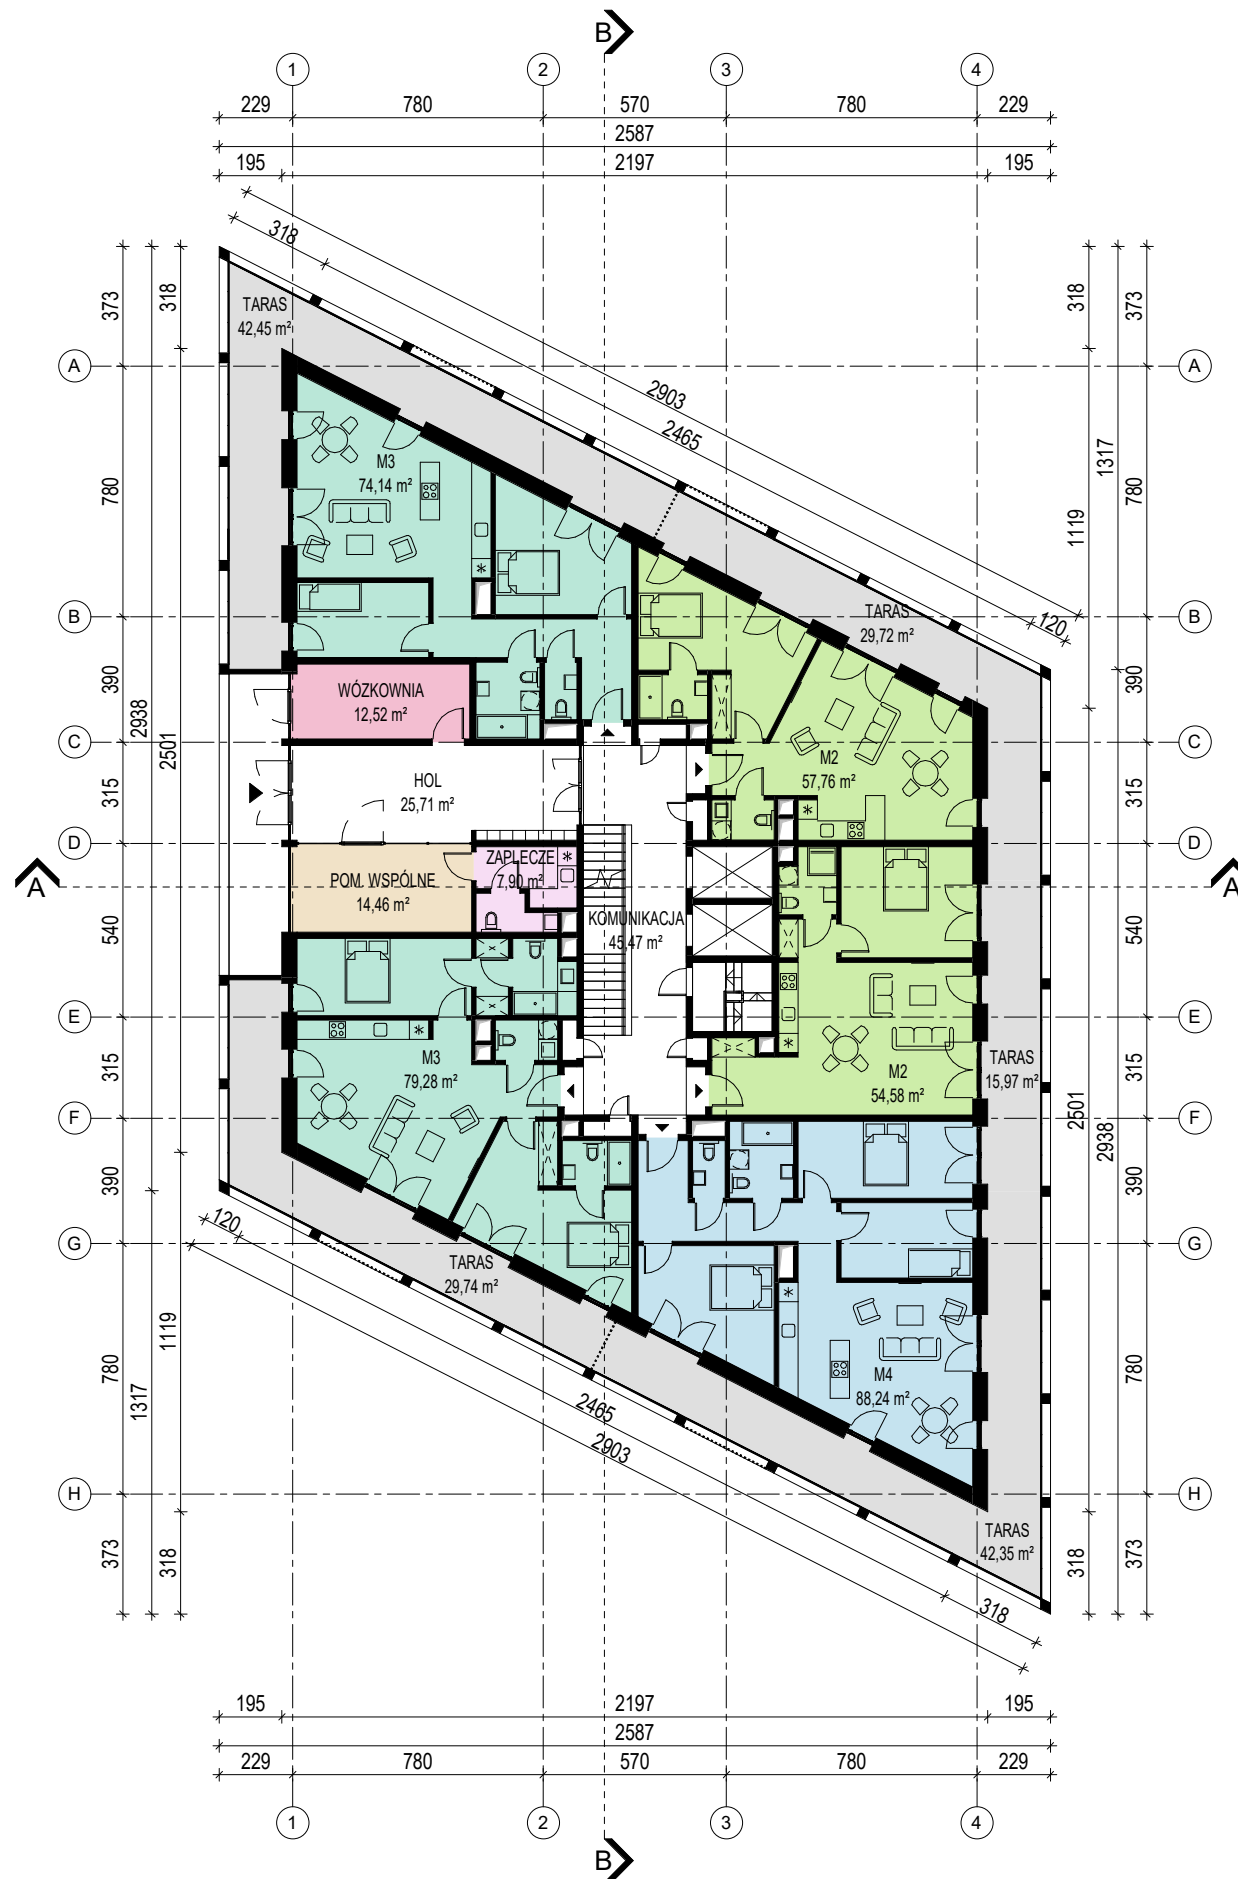 B
1 2 3 4
229 780 570 780 229
2587
195 2197 195
318
373 318 318 373
TARAS
42,45 m²
A A
2903
2465
1317
M3
74,14 m²
780 780
1119
TARAS
29,72 m²
120
B B
390 2938 2501 390
WÓZKOWNIA
12,52 m²
C C
M2
57,76 m²
HOL
25,71 m²
315 315
D D
ZAPLECZE
7,90 m²
POM. WSPÓLNE
14,46 m²
A A
KOMUNIKACJA
45,47 m²
540 540
E E
M3
79,28 m²
M2
54,58 m²
TARAS
15,97 m²
315 315
2501
F F
2938
390 390
120
G G
TARAS
29,74 m²
1119
780 780
1317
M4
88,24 m²
2465
2903
H H
TARAS
42,35 m²
373 318 318 373
318
195 2197 195
2587
229 780 570 780 229
1 2 3 4
B